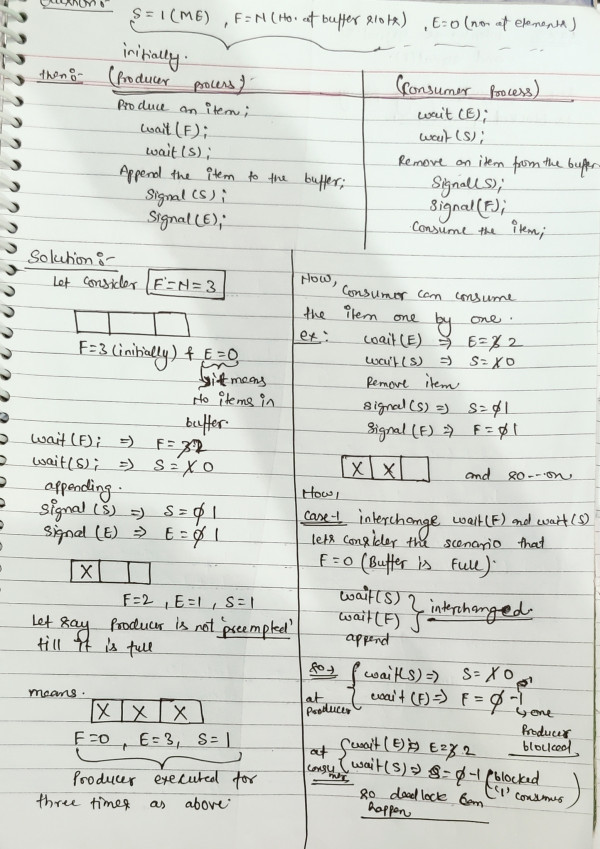 S = 1 (ME) , F = N (No. of buffer slots) , E = 0 (no. of elements)
initially.
then :-
(Producer process) :
Produce an item;
wait (F);
wait (S);
Append the item to the buffer;
Signal (S);
Signal (E);
(Consumer Process)
wait (E);
wait (S);
Remove an item from the buffer
Signal (S);
Signal (F);
Consume the item;
Solution :-
Let consider F = N = 3
F = 3 (initially) & E = 0
it means
No items in
buffer.
wait (F); => F = 3 2
wait (S); => S = 1 0
appending.
Signal (S) => S = 0 1
Signal (E) => E = 0 1
X
F = 2 , E = 1 , S = 1
Let say Producer is not 'preempted'
till it is full
means.
X X X
F = 0 , E = 3 , S = 1
Producer executed for
three times as above.
Now,
Consumer can consume
the item one by one.
ex : wait (E) => E = 3 2
wait (S) => S = 1 0
Remove item
signal (S) => S = 0 1
signal (F) => F = 0 1
X X and so --- on
Now,
Case-1 interchange wait (F) and wait (S)
lets consider the scenario that
F = 0 (Buffer is Full).
wait (S)
wait (F) interchanged
append
So,
at
Producer
wait (S) => S = 1 0
wait (F) => F = 0 -1
one
Producer
blocked
at
consumer
wait (E) => E = 3 2
wait (S) => S = 0 -1 (blocked
'1' consumer)
So deadlock can
happen